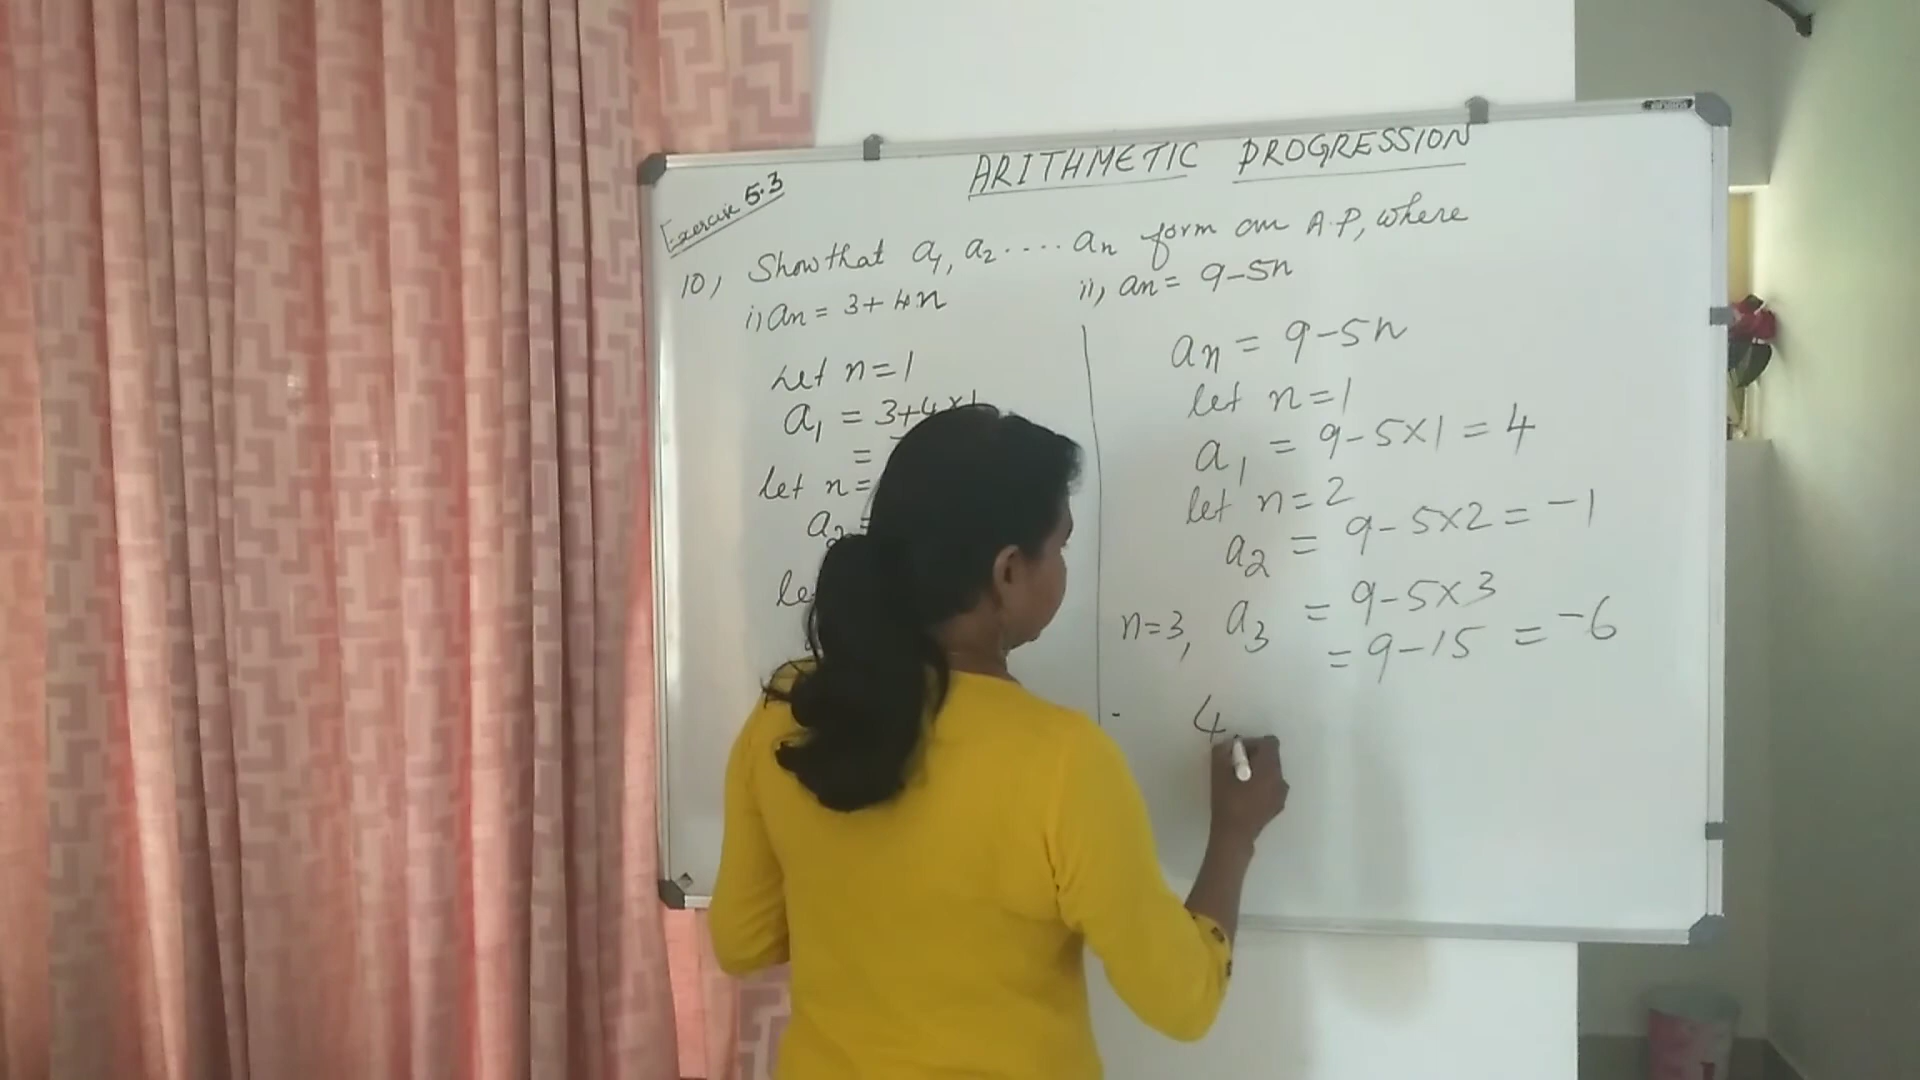 ARITHMETIC PROGRESSION
Exercise 5.3
10, Show that a1, a2 .... an form an A.P, where
i) an = 3 + 4n
ii, an = 9-5n
Let n=1
a1 = 3+4×1
=
let n=
a2 =
an = 9-5n
let n=1
a1 = 9-5×1 = 4
let n=2
a2 = 9-5×2 = -1
n=3, a3 = 9-5×3
= 9-15 = -6
4